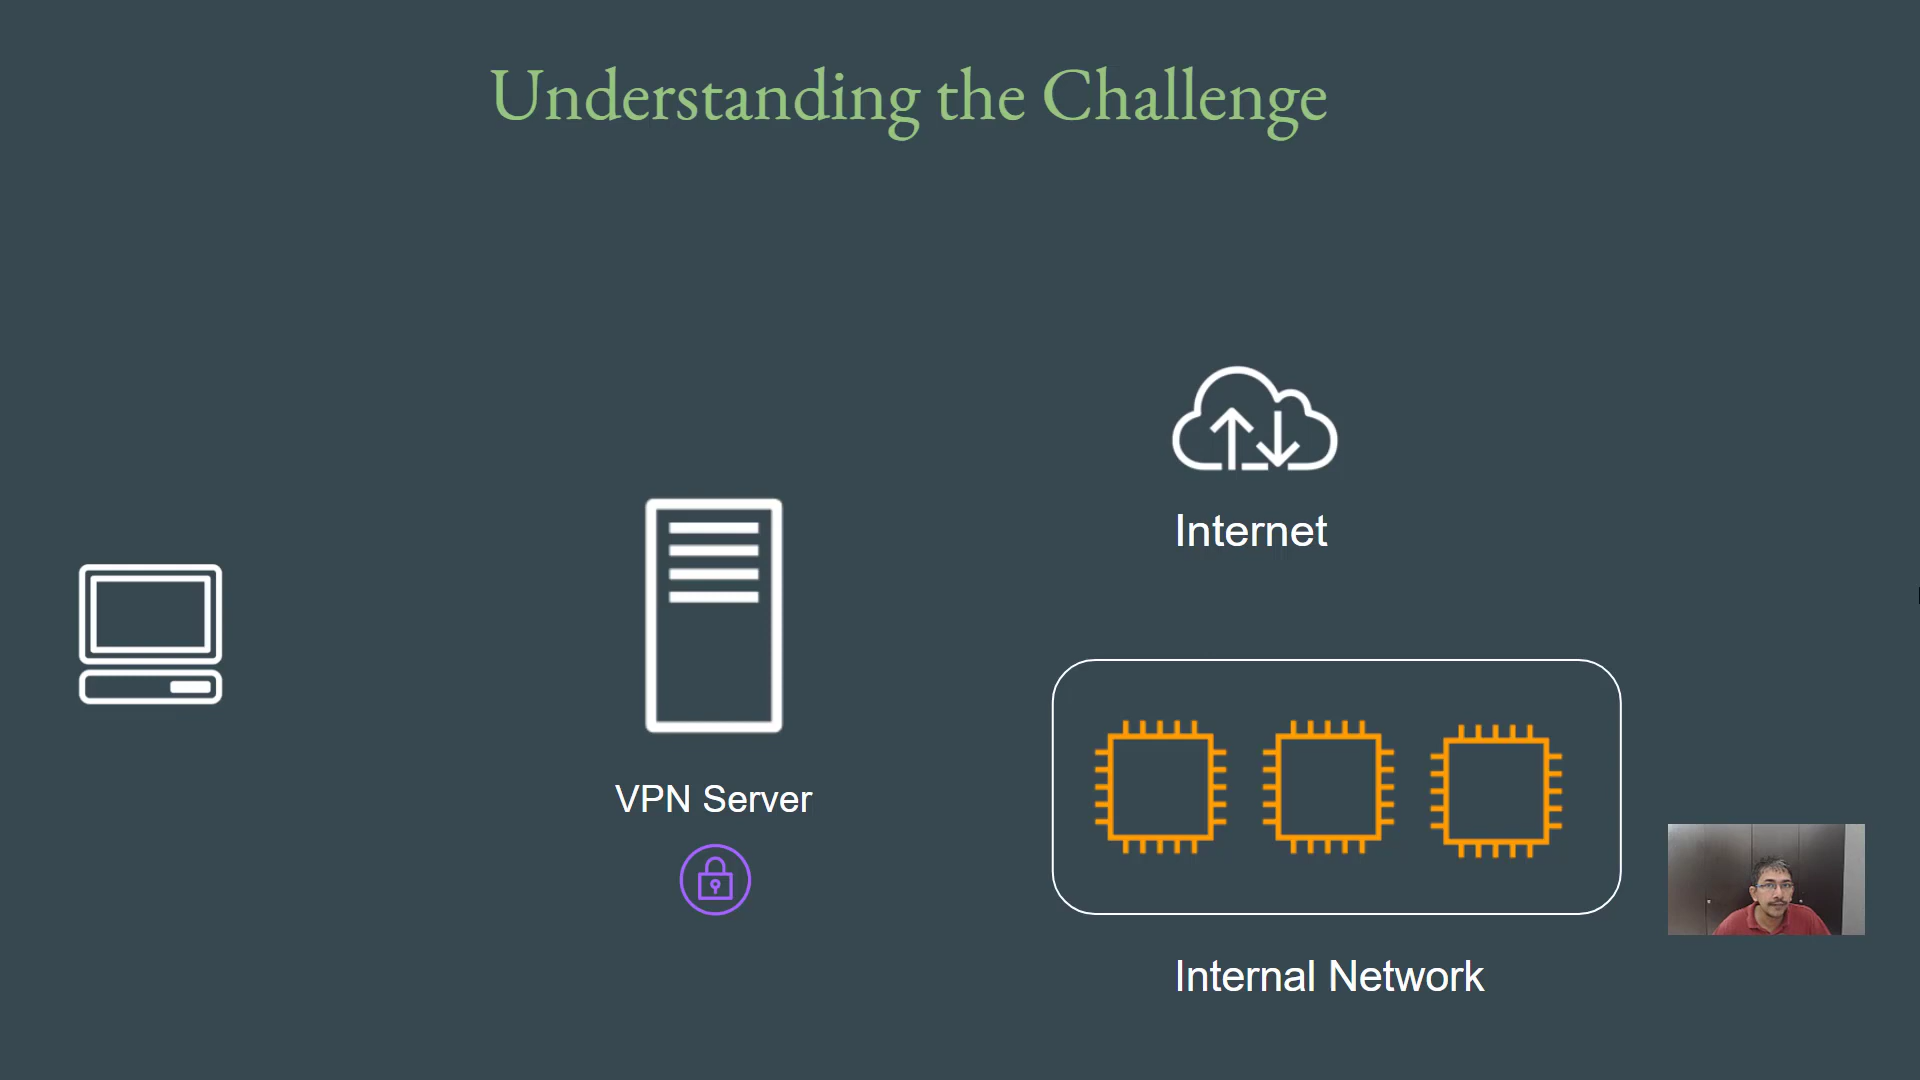 Understanding the Challenge
Internet
VPN Server
Internal Network